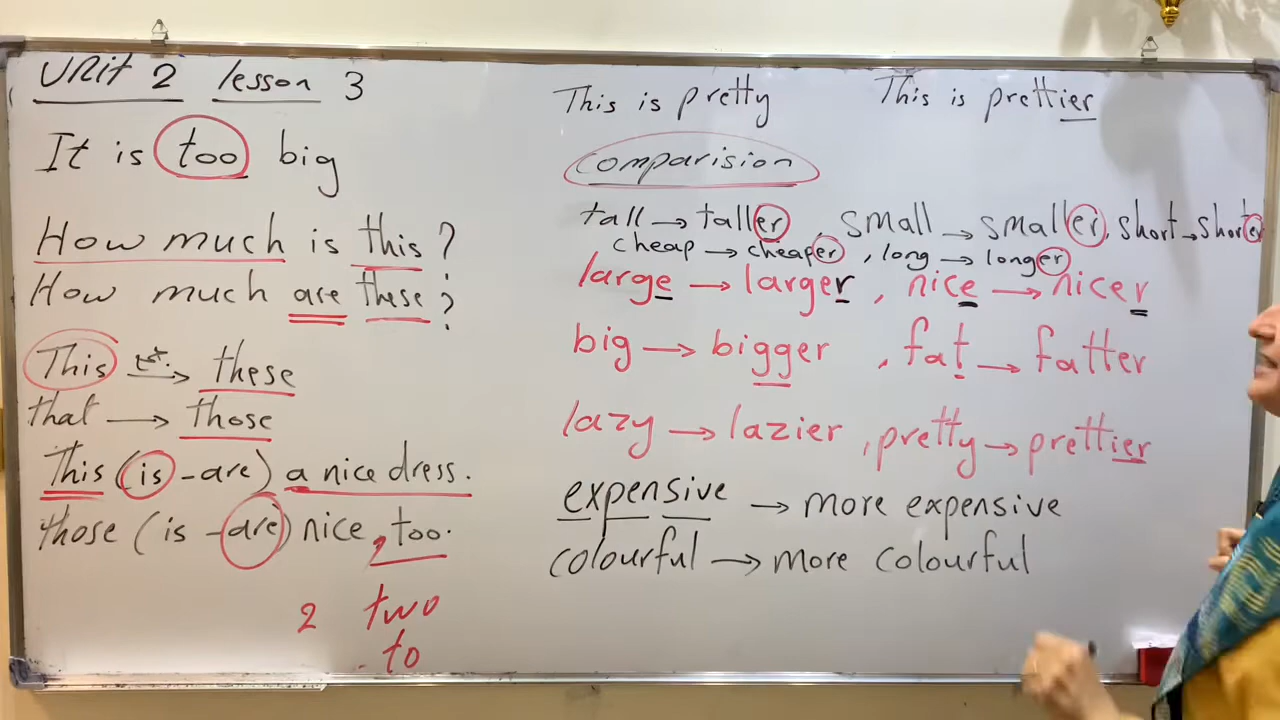 Unit 2 lesson 3
It is too big
How much is this ?
How much are these ?
This → these
that → those
This (is - are) a nice dress.
those (is - are) nice, too.
2 two
to
This is pretty This is prettier
comparision
tall → taller , small → smaller, short → shorter
cheap → cheaper , long → longer
large → larger , nice → nicer
big → bigger , fat → fatter
lazy → lazier , pretty → prettier
expensive → more expensive
colourful → more colourful